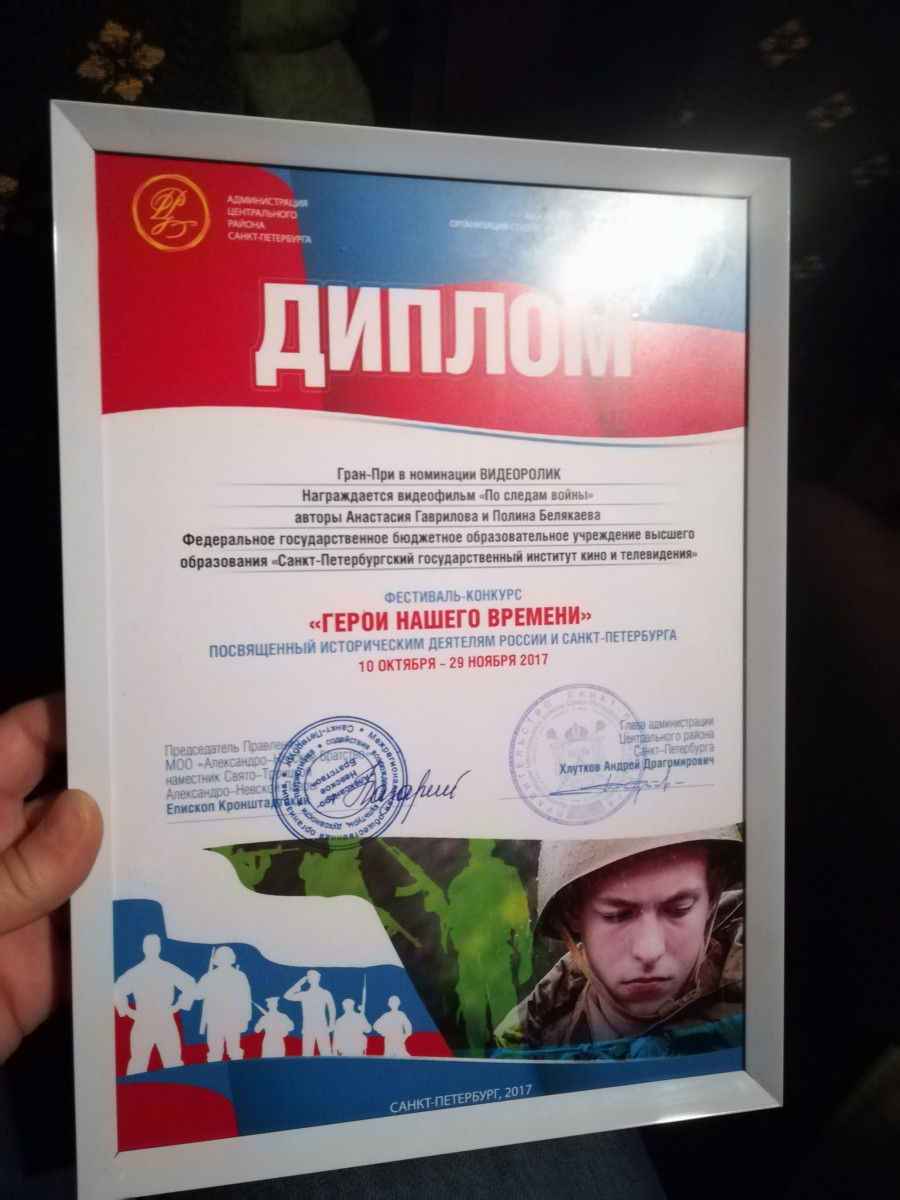 АДМИНИСТРАЦИЯ
ЦЕНТРАЛЬНОГО
РАЙОНА
САНКТ-ПЕТЕРБУРГА
ОРГАНИЗАЦИЯ
ДИПЛОМ
Гран-При в номинации ВИДЕОРОЛИК
Награждается видеофильм «По следам войны»
авторы Анастасия Гаврилова и Полина Белякаева
Федеральное государственное бюджетное образовательное учреждение высшего
образования «Санкт-Петербургский государственный институт кино и телевидения»
ФЕСТИВАЛЬ-КОНКУРС
«ГЕРОИ НАШЕГО ВРЕМЕНИ»
ПОСВЯЩЕННЫЙ ИСТОРИЧЕСКИМ ДЕЯТЕЛЯМ РОССИИ И САНКТ-ПЕТЕРБУРГА
10 ОКТЯБРЯ - 29 НОЯБРЯ 2017
Председатель
МОО Братство
наместник
Епископ
Глава администрации
Центрального района
Санкт-Петербурга
Хлутков Андрей Драгомирович
САНКТ-ПЕТЕРБУРГ, 2017